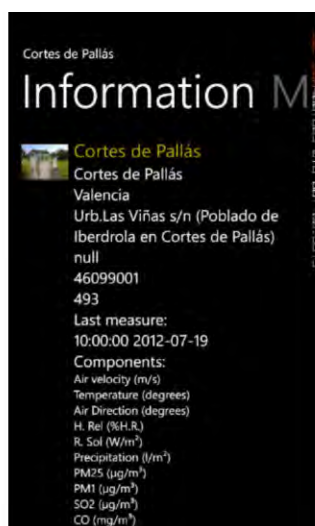 Cortes de Pallás
Information M
Cortes de Pallás
Cortes de Pallás
Valencia
Urb.Las Viñas s/n (Poblado de
Iberdrola en Cortes de Pallás)
null
46099001
493
Last measure:
10:00:00 2012-07-19
Components:
Air velocity (m/s)
Temperature (degrees)
Air Direction (degrees)
H. Rel (%H.R.)
R. Sol (W/m²)
Precipitation (l/m²)
PM25 (µg/m³)
PM1 (µg/m³)
SO2 (µg/m³)
CO (mg/m³)